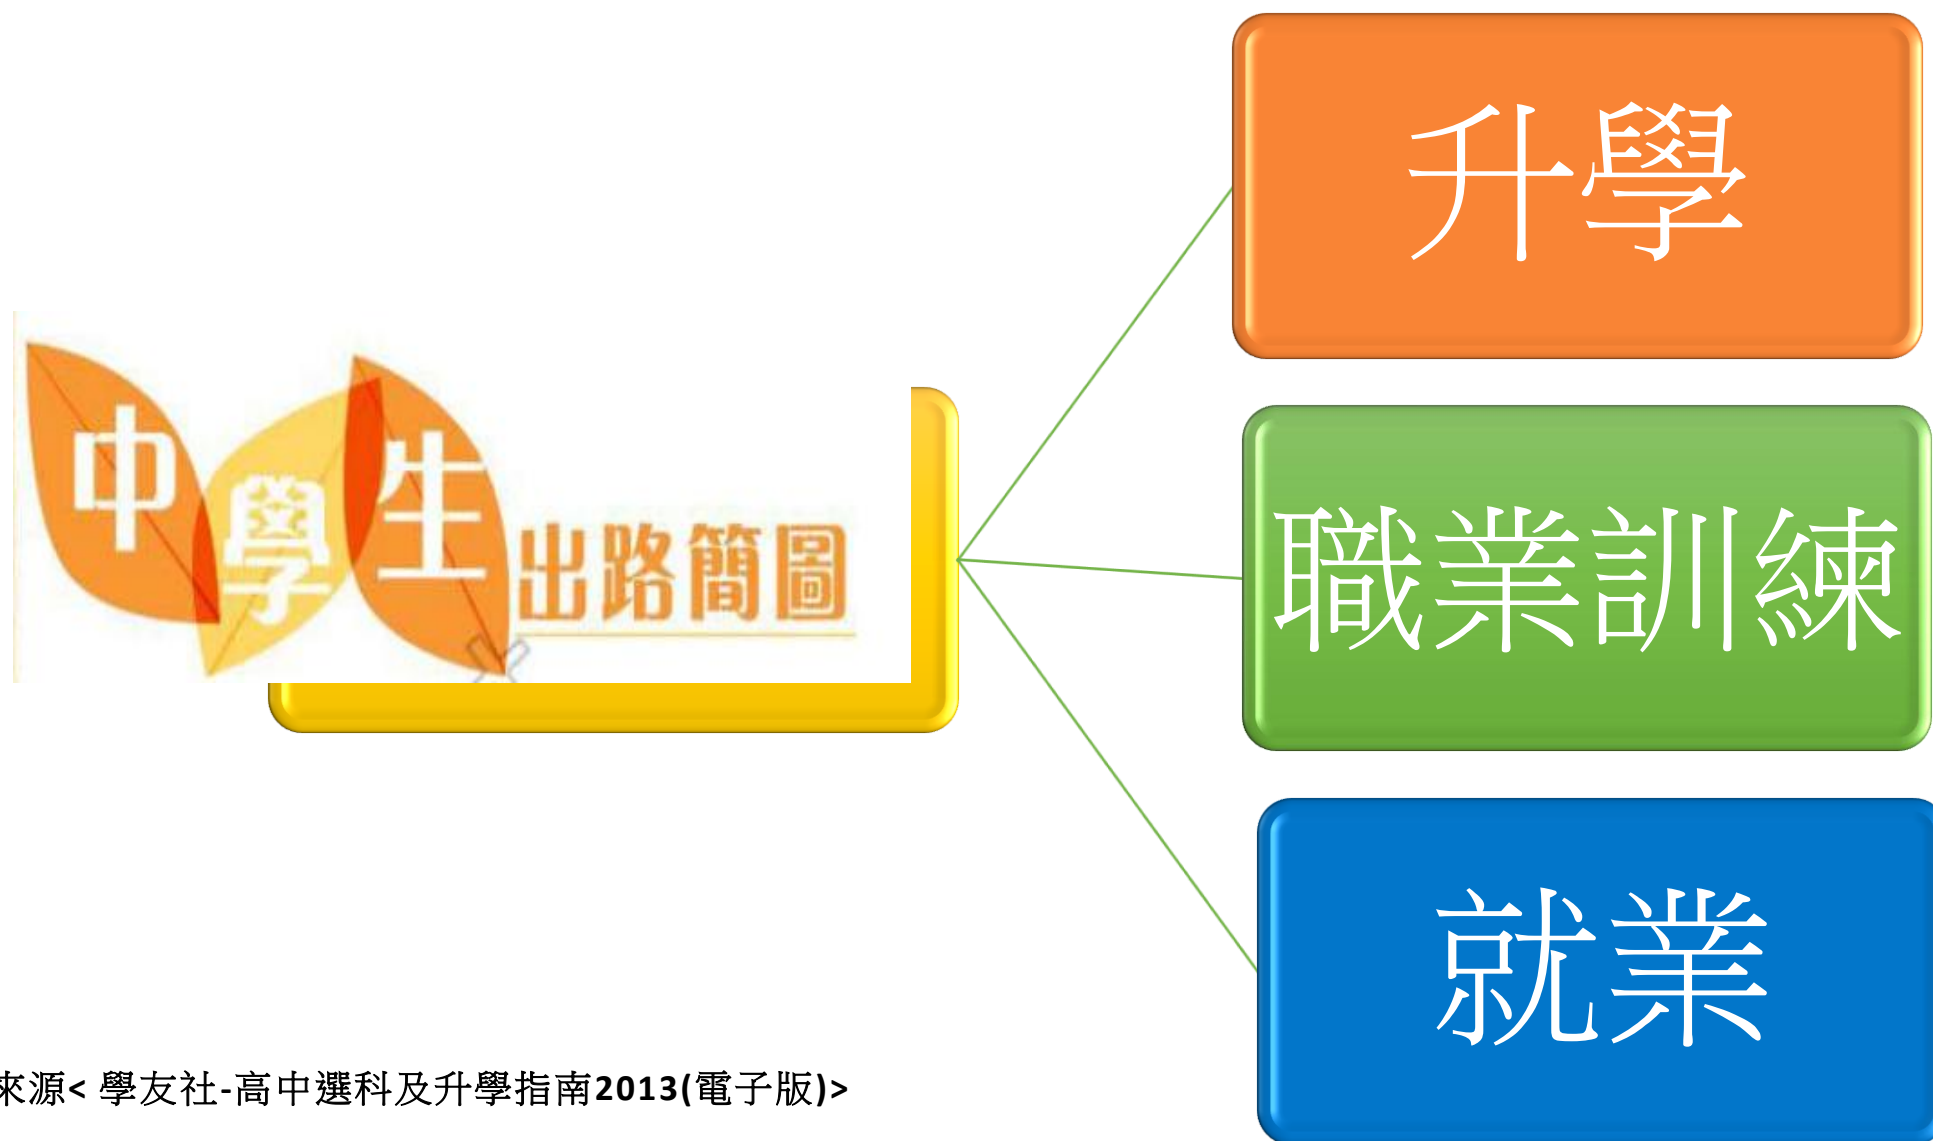 中學生出路簡圖
升學
職業訓練
就業
來源< 學友社-高中選科及升學指南2013(電子版)>